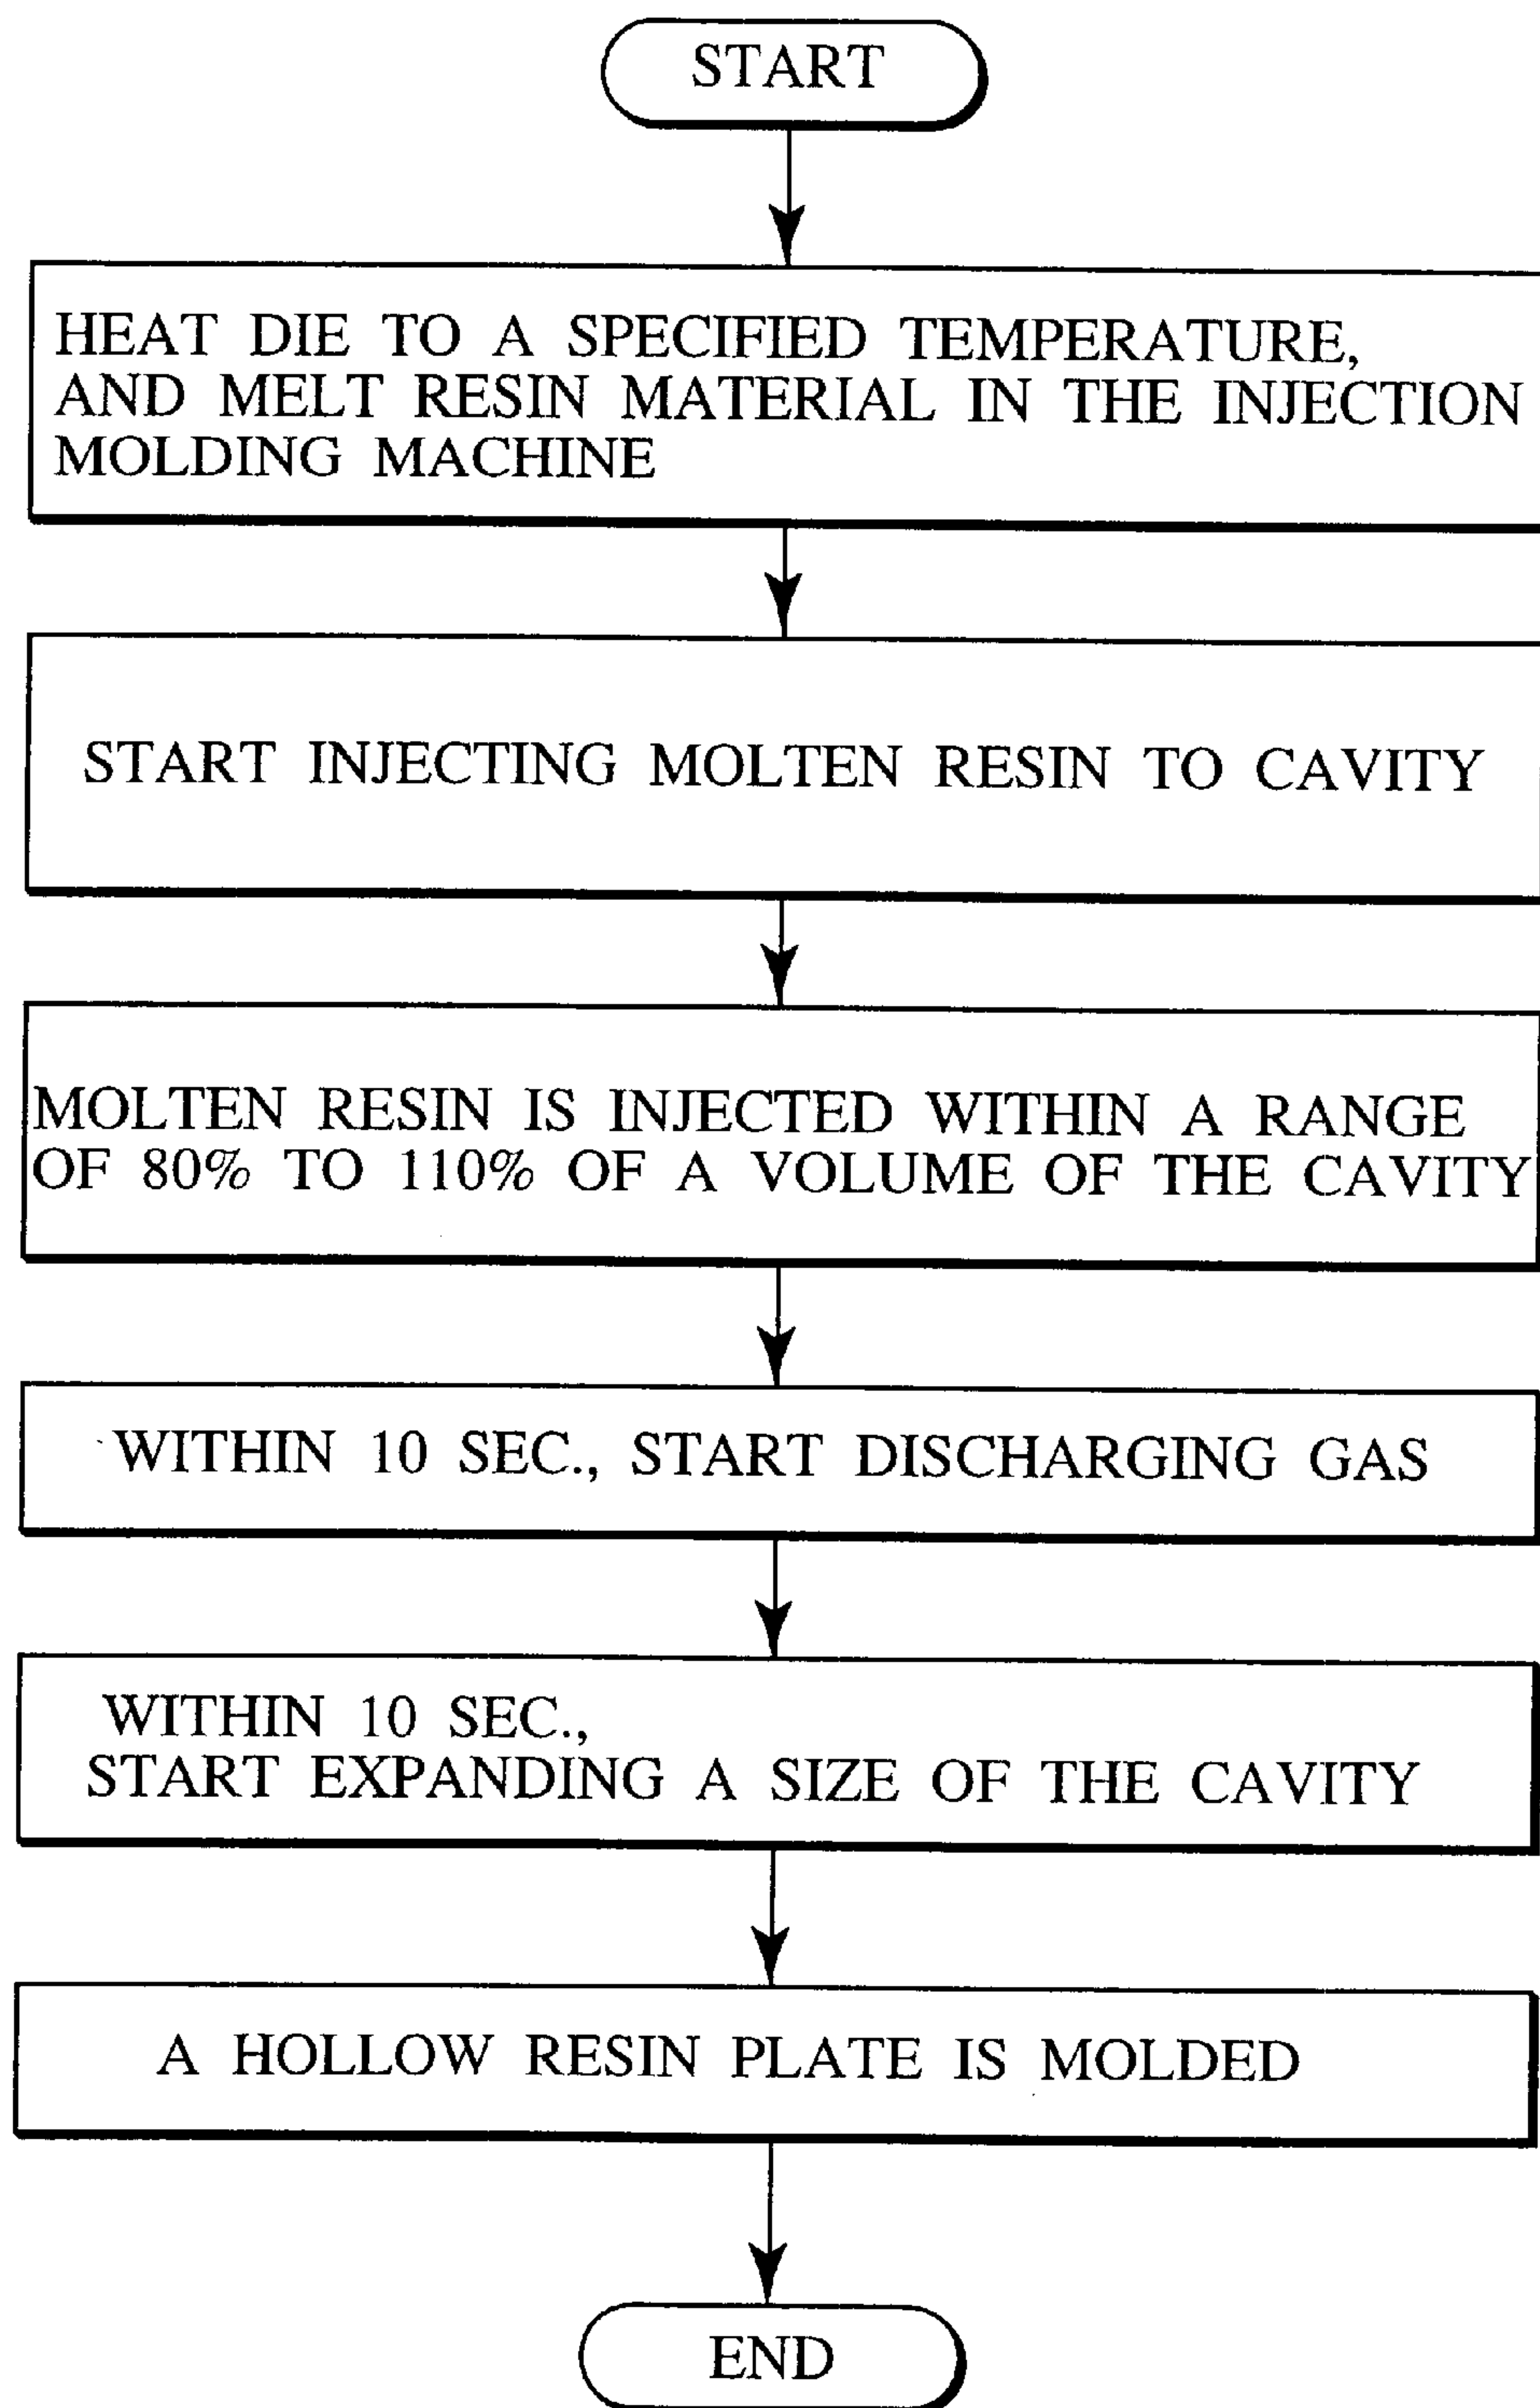 START
HEAT DIE TO A SPECIFIED TEMPERATURE,
AND MELT RESIN MATERIAL IN THE INJECTION
MOLDING MACHINE
START INJECTING MOLTEN RESIN TO CAVITY
MOLTEN RESIN IS INJECTED WITHIN A RANGE
OF 80% TO 110% OF A VOLUME OF THE CAVITY
WITHIN 10 SEC., START DISCHARGING GAS
WITHIN 10 SEC.,
START EXPANDING A SIZE OF THE CAVITY
A HOLLOW RESIN PLATE IS MOLDED
END